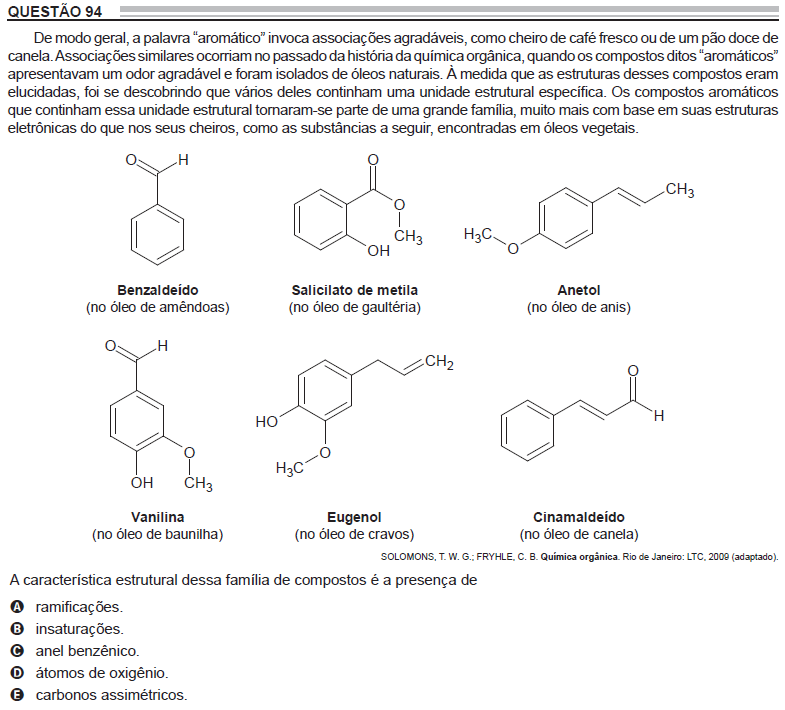 QUESTÃO 94
De modo geral, a palavra “aromático” invoca associações agradáveis, como cheiro de café fresco ou de um pão doce de
canela. Associações similares ocorriam no passado da história da química orgânica, quando os compostos ditos “aromáticos”
apresentavam um odor agradável e foram isolados de óleos naturais. À medida que as estruturas desses compostos eram
elucidadas, foi se descobrindo que vários deles continham uma unidade estrutural específica. Os compostos aromáticos
que continham essa unidade estrutural tornaram-se parte de uma grande família, muito mais com base em suas estruturas
eletrônicas do que nos seus cheiros, como as substâncias a seguir, encontradas em óleos vegetais.
O H
O
O
CH3
OH
CH3
H3C
O
Benzaldeído Salicilato de metila Anetol
(no óleo de amêndoas) (no óleo de gaultéria) (no óleo de anis)
O H
O
OH CH3
CH2
HO
O
H3C
O
H
Vanilina Eugenol Cinamaldeído
(no óleo de baunilha) (no óleo de cravos) (no óleo de canela)
SOLOMONS, T. W. G.; FRYHLE, C. B. Química orgânica. Rio de Janeiro: LTC, 2009 (adaptado).
A característica estrutural dessa família de compostos é a presença de
A ramificações.
B insaturações.
C anel benzênico.
D átomos de oxigênio.
E carbonos assimétricos.